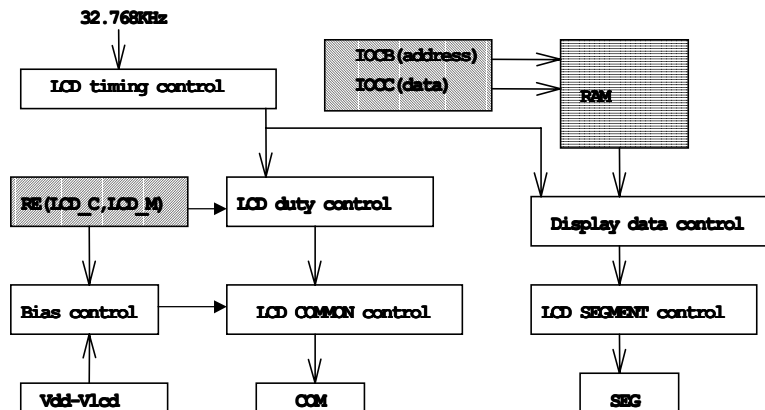 32.768KHz
LCD timing control
IOCB(address)
IOCC(data)
RAM
RE(LCD_C,LCD_M)
LCD duty control
Display data control
Bias control
LCD COMMON control
LCD SEGMENT control
Vdd-Vlcd
COM
SEG